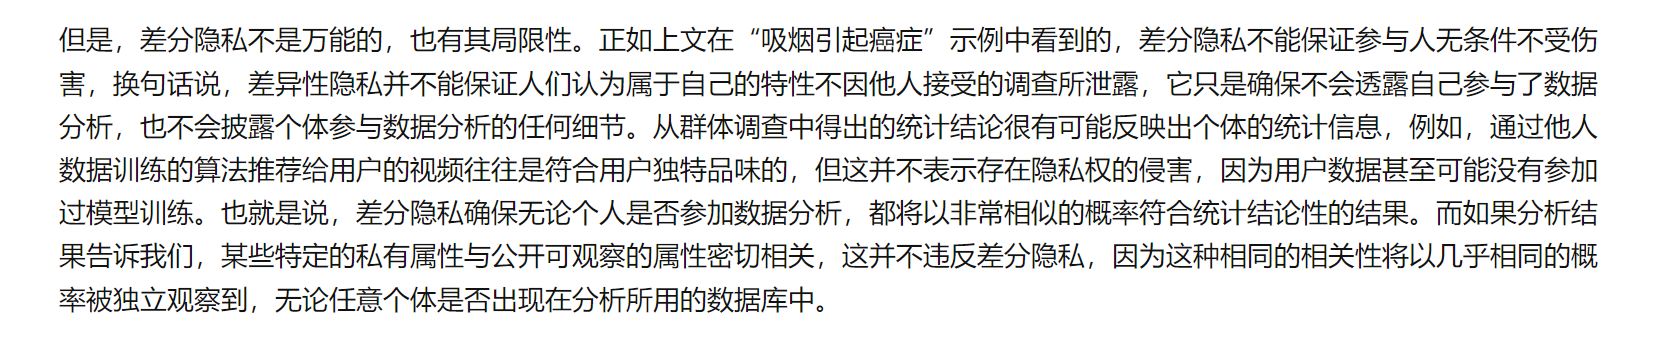 但是，差分隐私不是万能的，也有其局限性。正如上文在“吸烟引起癌症”示例中看到的，差分隐私不能保证参与人无条件不受伤
害，换句话说，差异性隐私并不能保证人们认为属于自己的特性不因他人接受的调查所泄露，它只是确保不会透露自己参与了数据
分析，也不会披露个体参与数据分析的任何细节。从群体调查中得出的统计结论很有可能反映出个体的统计信息，例如，通过他人
数据训练的算法推荐给用户的视频往往是符合用户独特品味的，但这并不表示存在隐私权的侵害，因为用户数据甚至可能没有参加
过模型训练。也就是说，差分隐私确保无论个人是否参加数据分析，都将以非常相似的概率符合统计结论性的结果。而如果分析结
果告诉我们，某些特定的私有属性与公开可观察的属性密切相关，这并不违反差分隐私，因为这种相同的相关性将以几乎相同的概
率被独立观察到，无论任意个体是否出现在分析所用的数据库中。